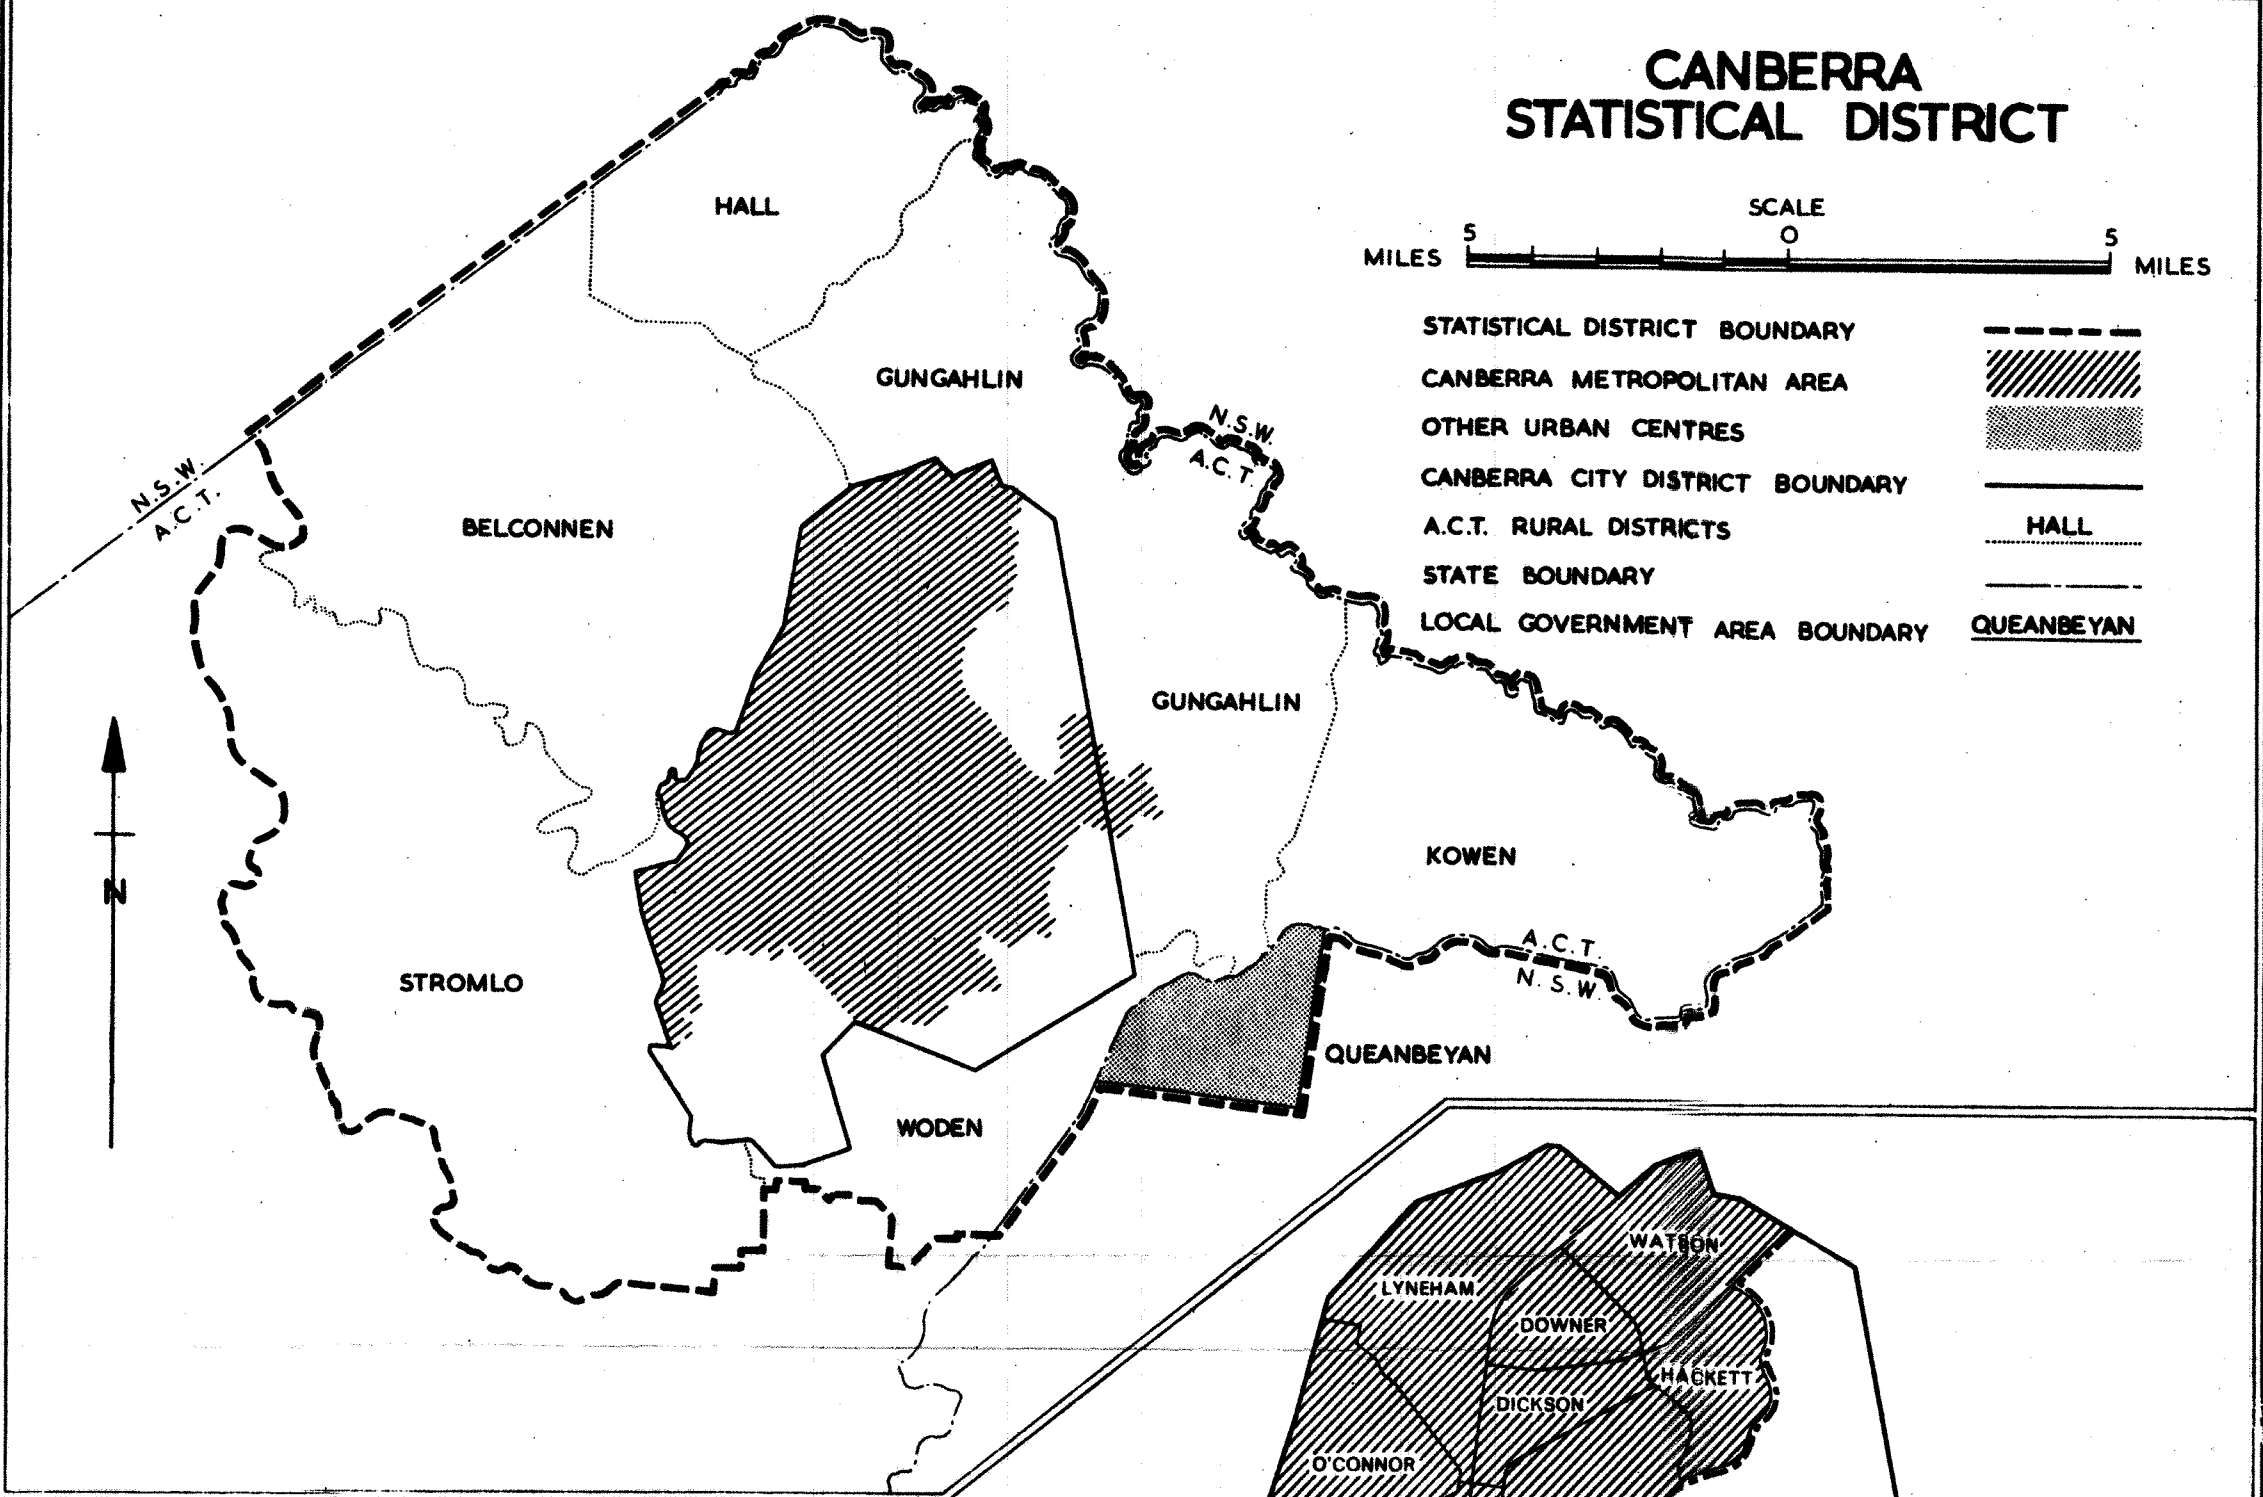 CANBERRA
STATISTICAL DISTRICT
SCALE
5 0 5
MILES MILES
STATISTICAL DISTRICT BOUNDARY
CANBERRA METROPOLITAN AREA
OTHER URBAN CENTRES
CANBERRA CITY DISTRICT BOUNDARY
A.C.T. RURAL DISTRICTS HALL
STATE BOUNDARY
LOCAL GOVERNMENT AREA BOUNDARY QUEANBEYAN
HALL
GUNGAHLIN
N.S.W.
A.C.T.
N.S.W.
A.C.T.
BELCONNEN
GUNGAHLIN
KOWEN
N
STROMLO
A.C.T.
N.S.W.
QUEANBEYAN
WODEN
WATSON
LYNEHAM
DOWNER
HACKETT
DICKSON
O'CONNOR